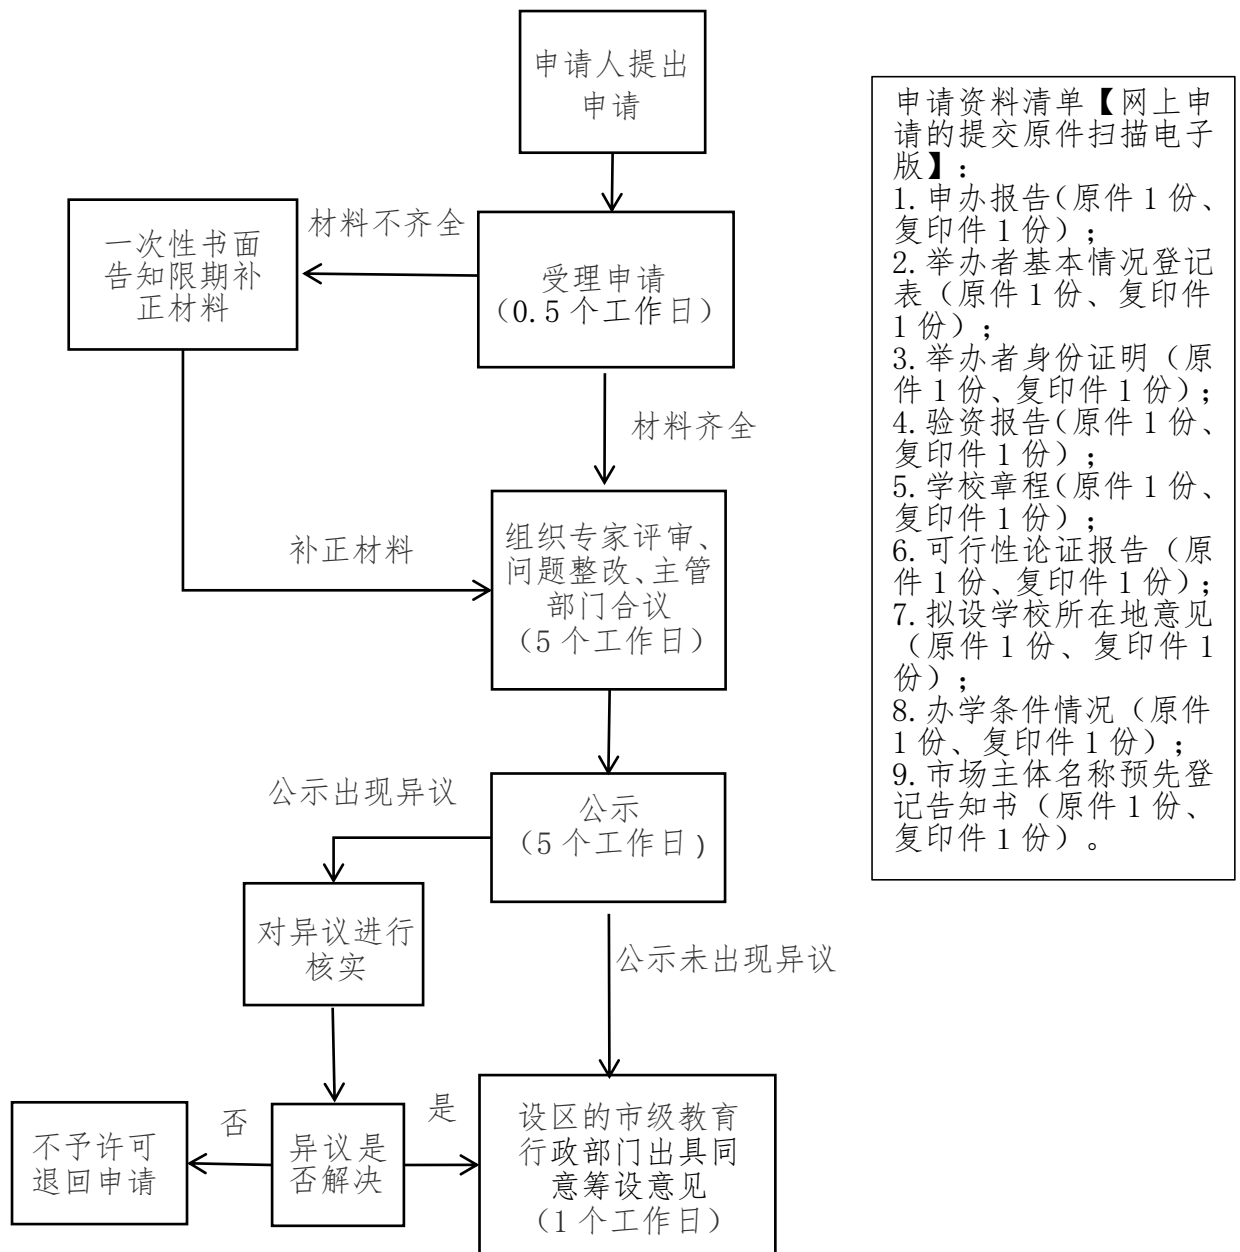 申请人提出
申请
材料不齐全
一次性书面
告知限期补
正材料
受理申请
（0.5个工作日）
材料齐全
补正材料
组织专家评审、
问题整改、主管
部门合议
（5个工作日）
公示出现异议
公示
（5个工作日)
对异议进行
核实
公示未出现异议
否
是
不予许可
退回申请
异议是
否解决
设区的市级教育
行政部门出具同
意筹设意见
（1个工作日）
申请资料清单【网上申
请的提交原件扫描电子
版】：
1.申办报告(原件1份、
复印件1份）；
2.举办者基本情况登记
表（原件1份、复印件
1份）；
3.举办者身份证明（原
件1份、复印件1份）；
4.验资报告(原件1份、
复印件1份）；
5.学校章程(原件1份、
复印件1份）；
6.可行性论证报告（原
件1份、复印件1份）；
7.拟设学校所在地意见
（原件1份、复印件1
份）；
8.办学条件情况（原件
1份、复印件1份）；
9.市场主体名称预先登
记告知书（原件1份、
复印件1份）。